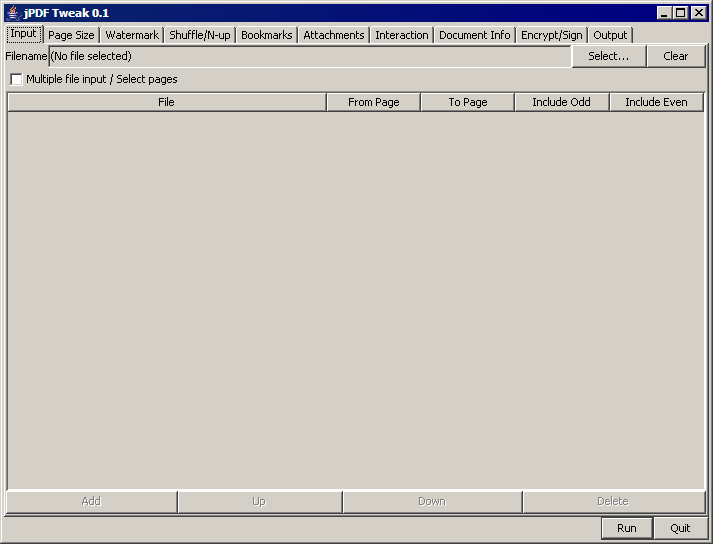 jPDF Tweak 0.1
Input Page Size Watermark Shuffle/N-up Bookmarks Attachments Interaction Document Info Encrypt/Sign Output
Filename (No file selected) Select... Clear
Multiple file input / Select pages
File From Page To Page Include Odd Include Even
Add Up Down Delete
Run Quit